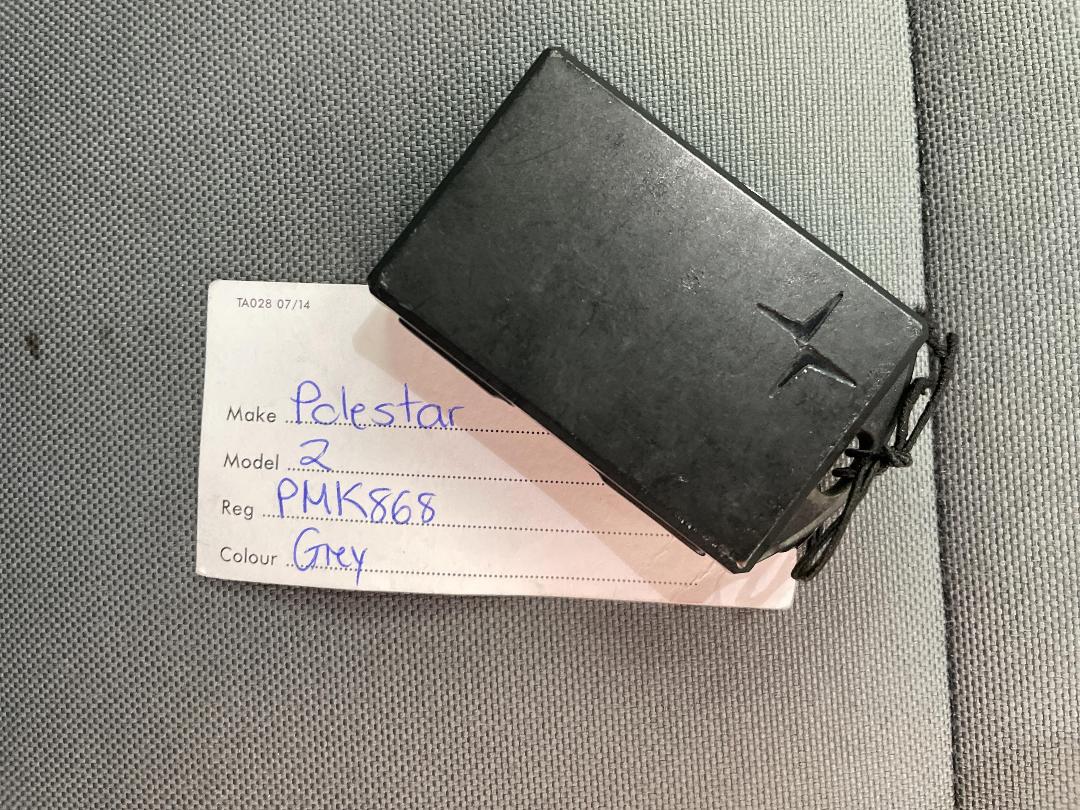 TA028 07/14
Make Polestar
Model 2
Reg PMK868
Colour Grey